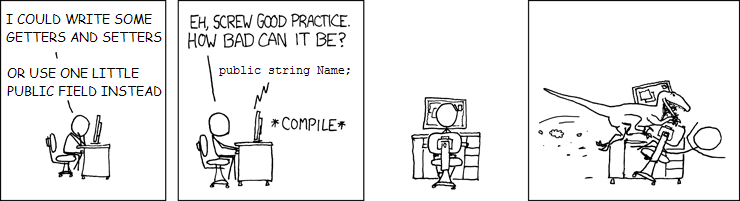 I COULD WRITE SOME
GETTERS AND SETTERS
OR USE ONE LITTLE
PUBLIC FIELD INSTEAD
EH, SCREW GOOD PRACTICE.
HOW BAD CAN IT BE?
public string Name;
*COMPILE*